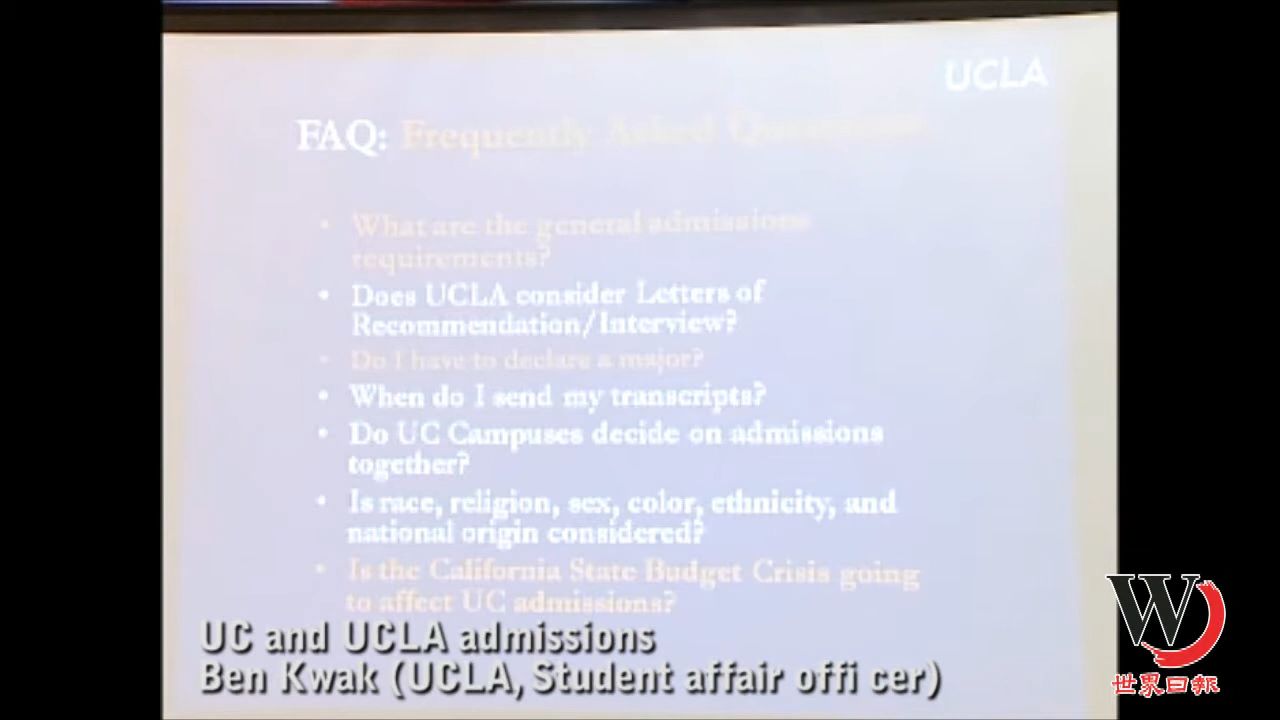 UCLA
FAQ: Frequently Asked Questions
• What are the general admissions
requirements?
• Does UCLA consider Letters of
Recommendation/Interview?
• Do I have to declare a major?
• When do I send my transcripts?
• Do UC Campuses decide on admissions
together?
• Is race, religion, sex, color, ethnicity, and
national origin considered?
• Is the California State Budget Crisis going
to affect UC admissions?
UC and UCLA admissions
Ben Kwak (UCLA, Student affair offi cer)
W
世界日報